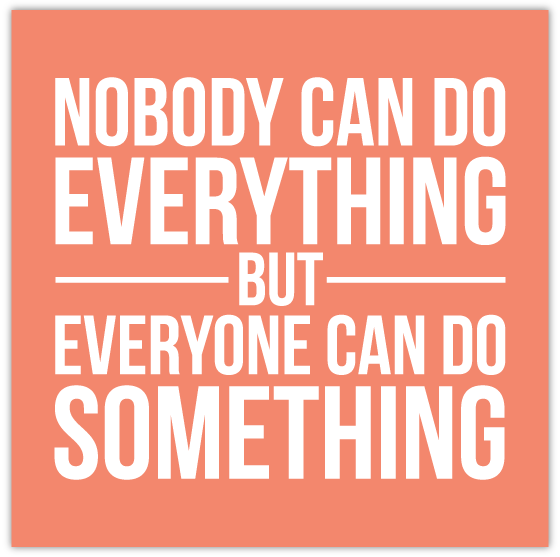 NOBODY CAN DO
EVERYTHING
BUT
EVERYONE CAN DO
SOMETHING